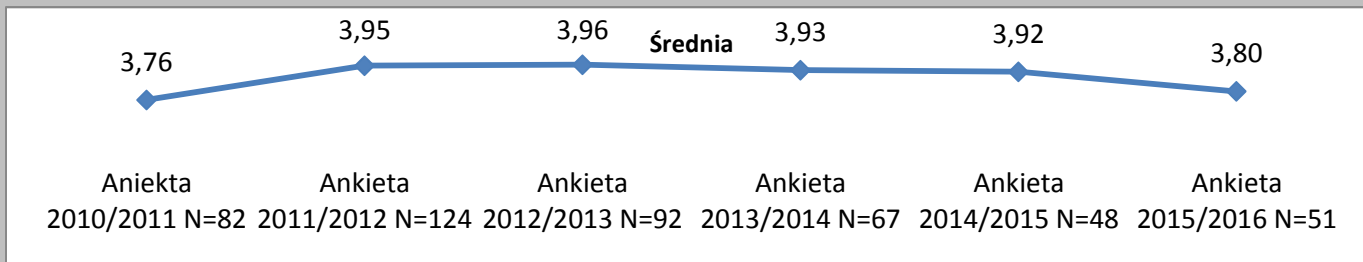 Średnia
3,76 3,95 3,96 3,93 3,92 3,80
Aniekta Ankieta Ankieta Ankieta Ankieta Ankieta
2010/2011 N=82 2011/2012 N=124 2012/2013 N=92 2013/2014 N=67 2014/2015 N=48 2015/2016 N=51